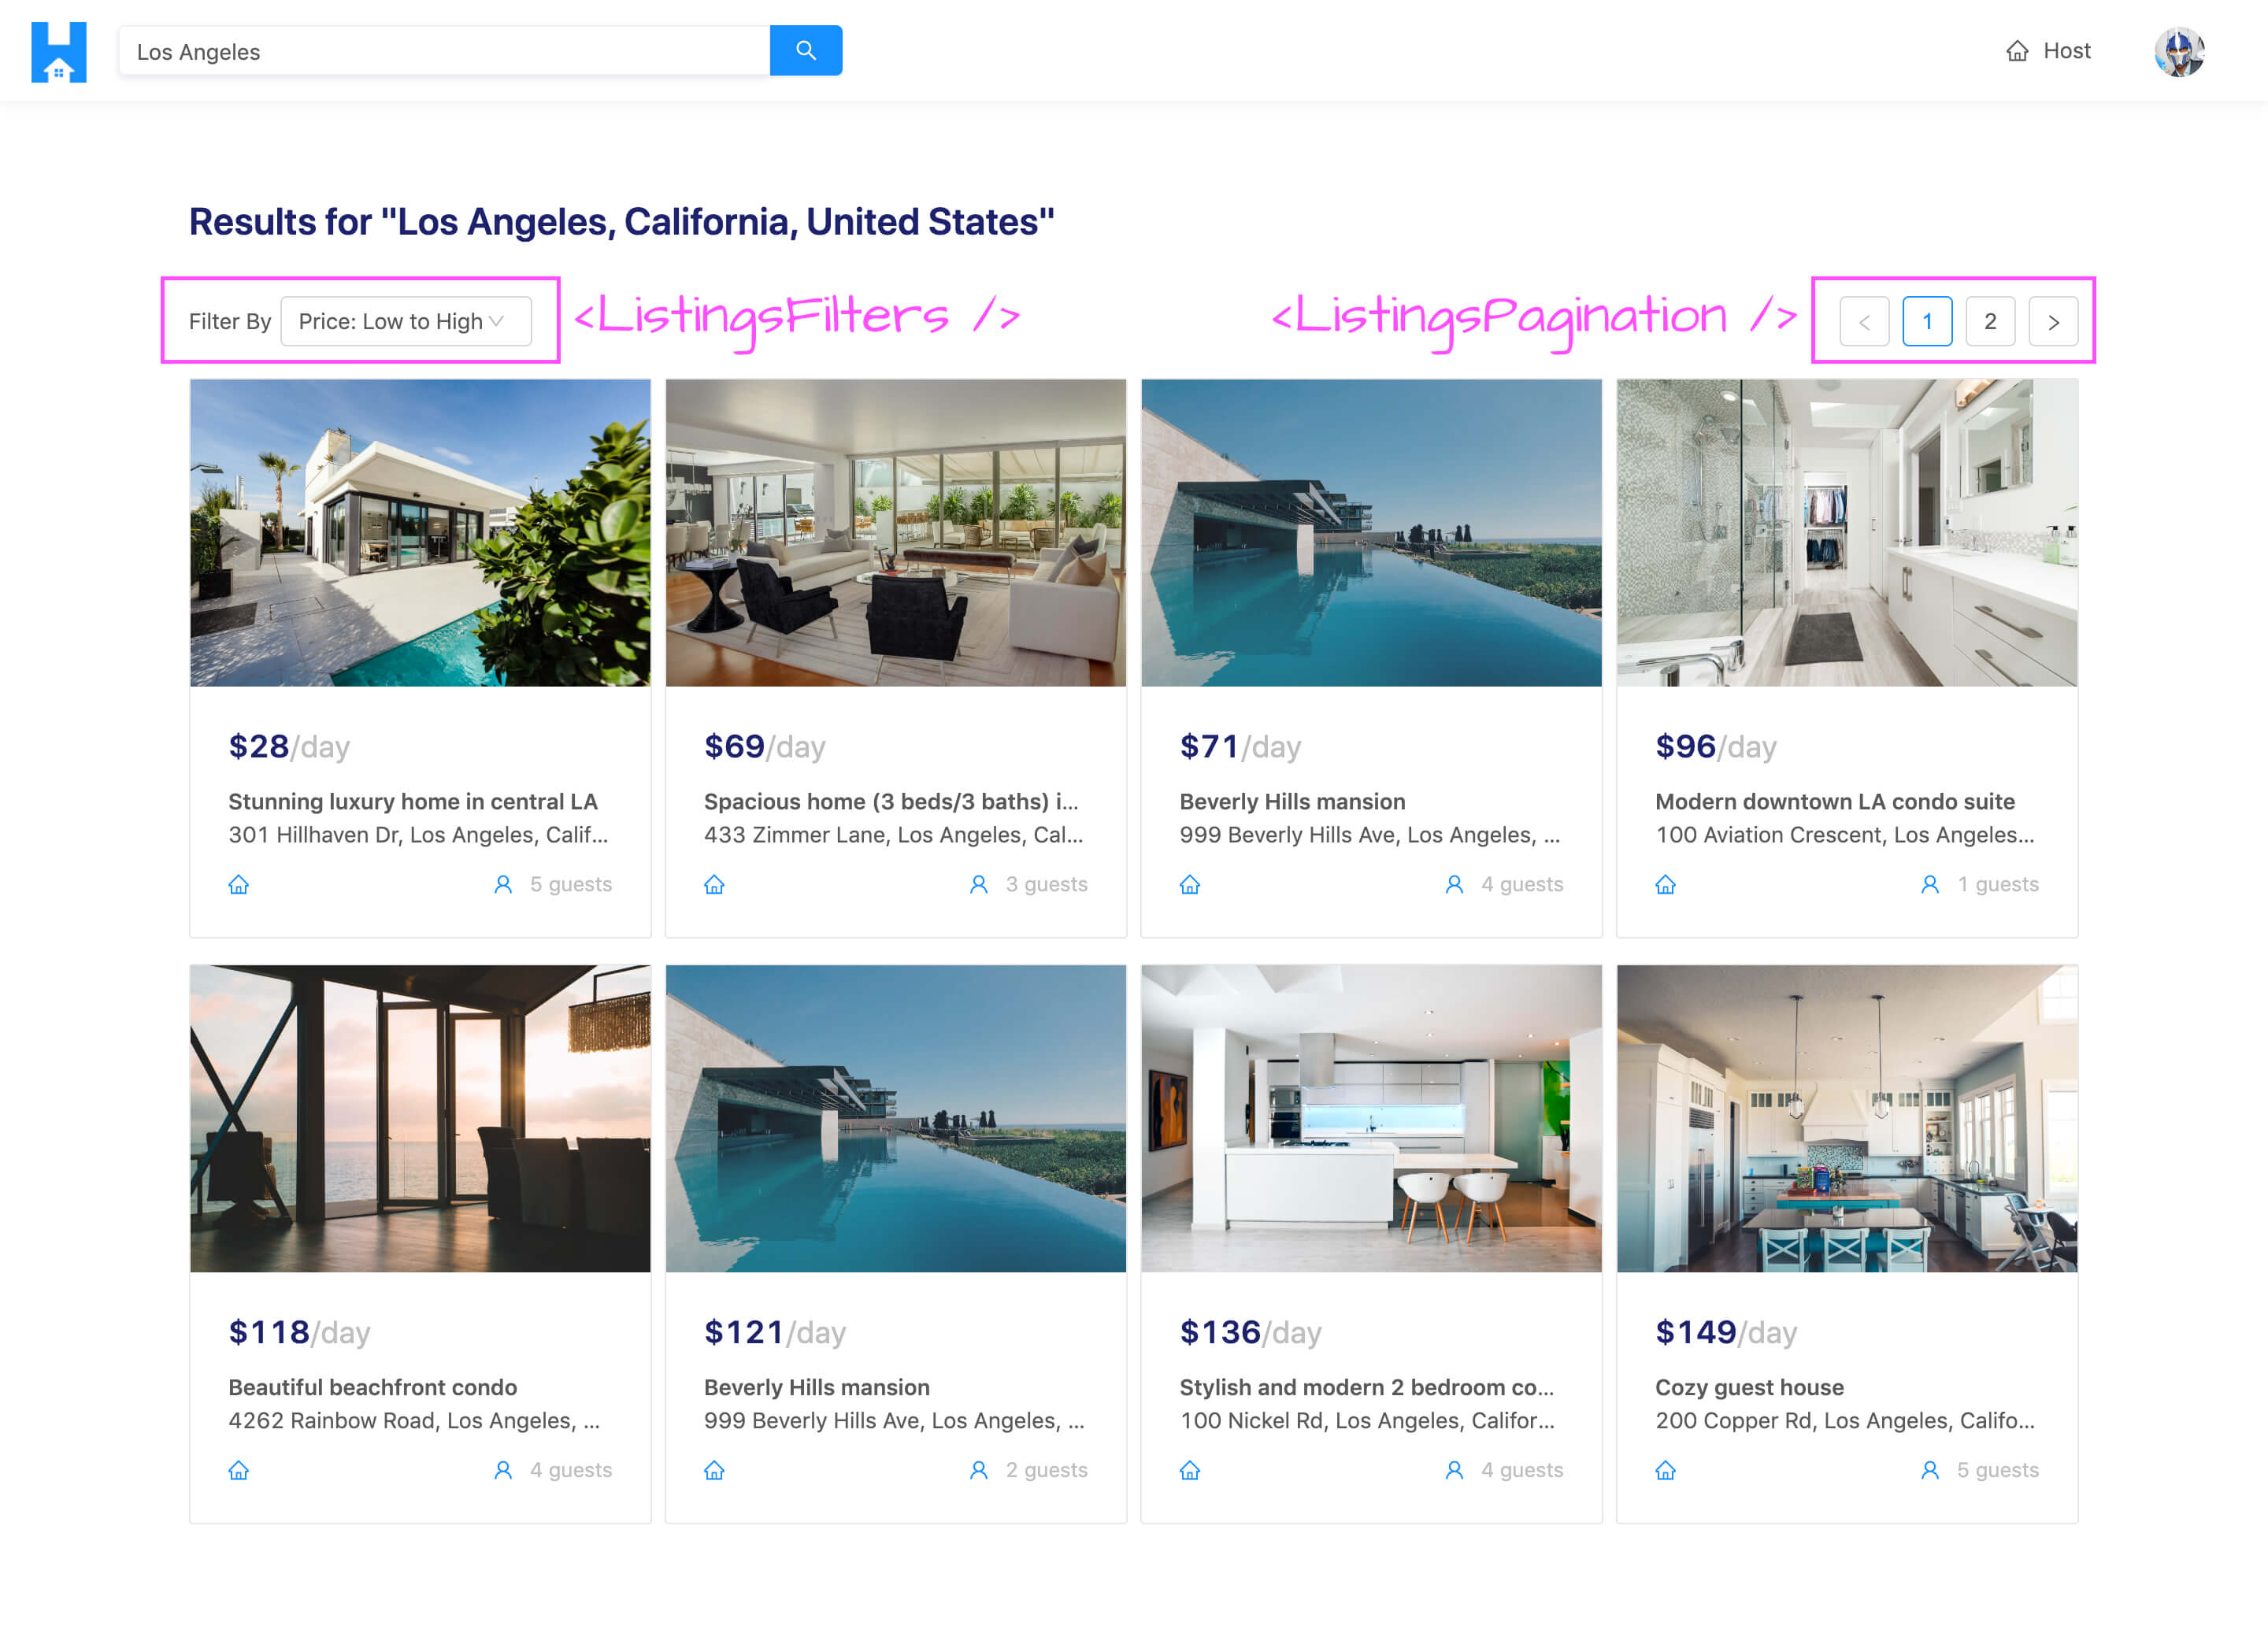 Los Angeles
Host
Results for "Los Angeles, California, United States"
Filter By Price: Low to High <ListingsFilters /> <ListingsPagination /> < 1 2 >
$28/day $69/day $71/day $96/day
Stunning luxury home in central LA Spacious home (3 beds/3 baths) i... Beverly Hills mansion Modern downtown LA condo suite
301 Hillhaven Dr, Los Angeles, Calif... 433 Zimmer Lane, Los Angeles, Cal... 999 Beverly Hills Ave, Los Angeles, ... 100 Aviation Crescent, Los Angeles...
5 guests 3 guests 4 guests 1 guests
$118/day $121/day $136/day $149/day
Beautiful beachfront condo Beverly Hills mansion Stylish and modern 2 bedroom co... Cozy guest house
4262 Rainbow Road, Los Angeles, ... 999 Beverly Hills Ave, Los Angeles, ... 100 Nickel Rd, Los Angeles, Califor... 200 Copper Rd, Los Angeles, Califo...
4 guests 2 guests 4 guests 5 guests